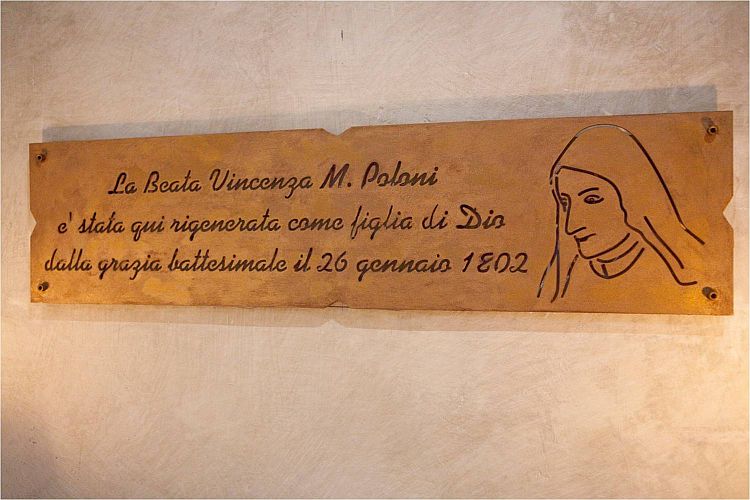 La Beata Vincenza M. Poloni
e' stata qui rigenerata come figlia di Dio
dalla grazia battesimale il 26 gennaio 1802